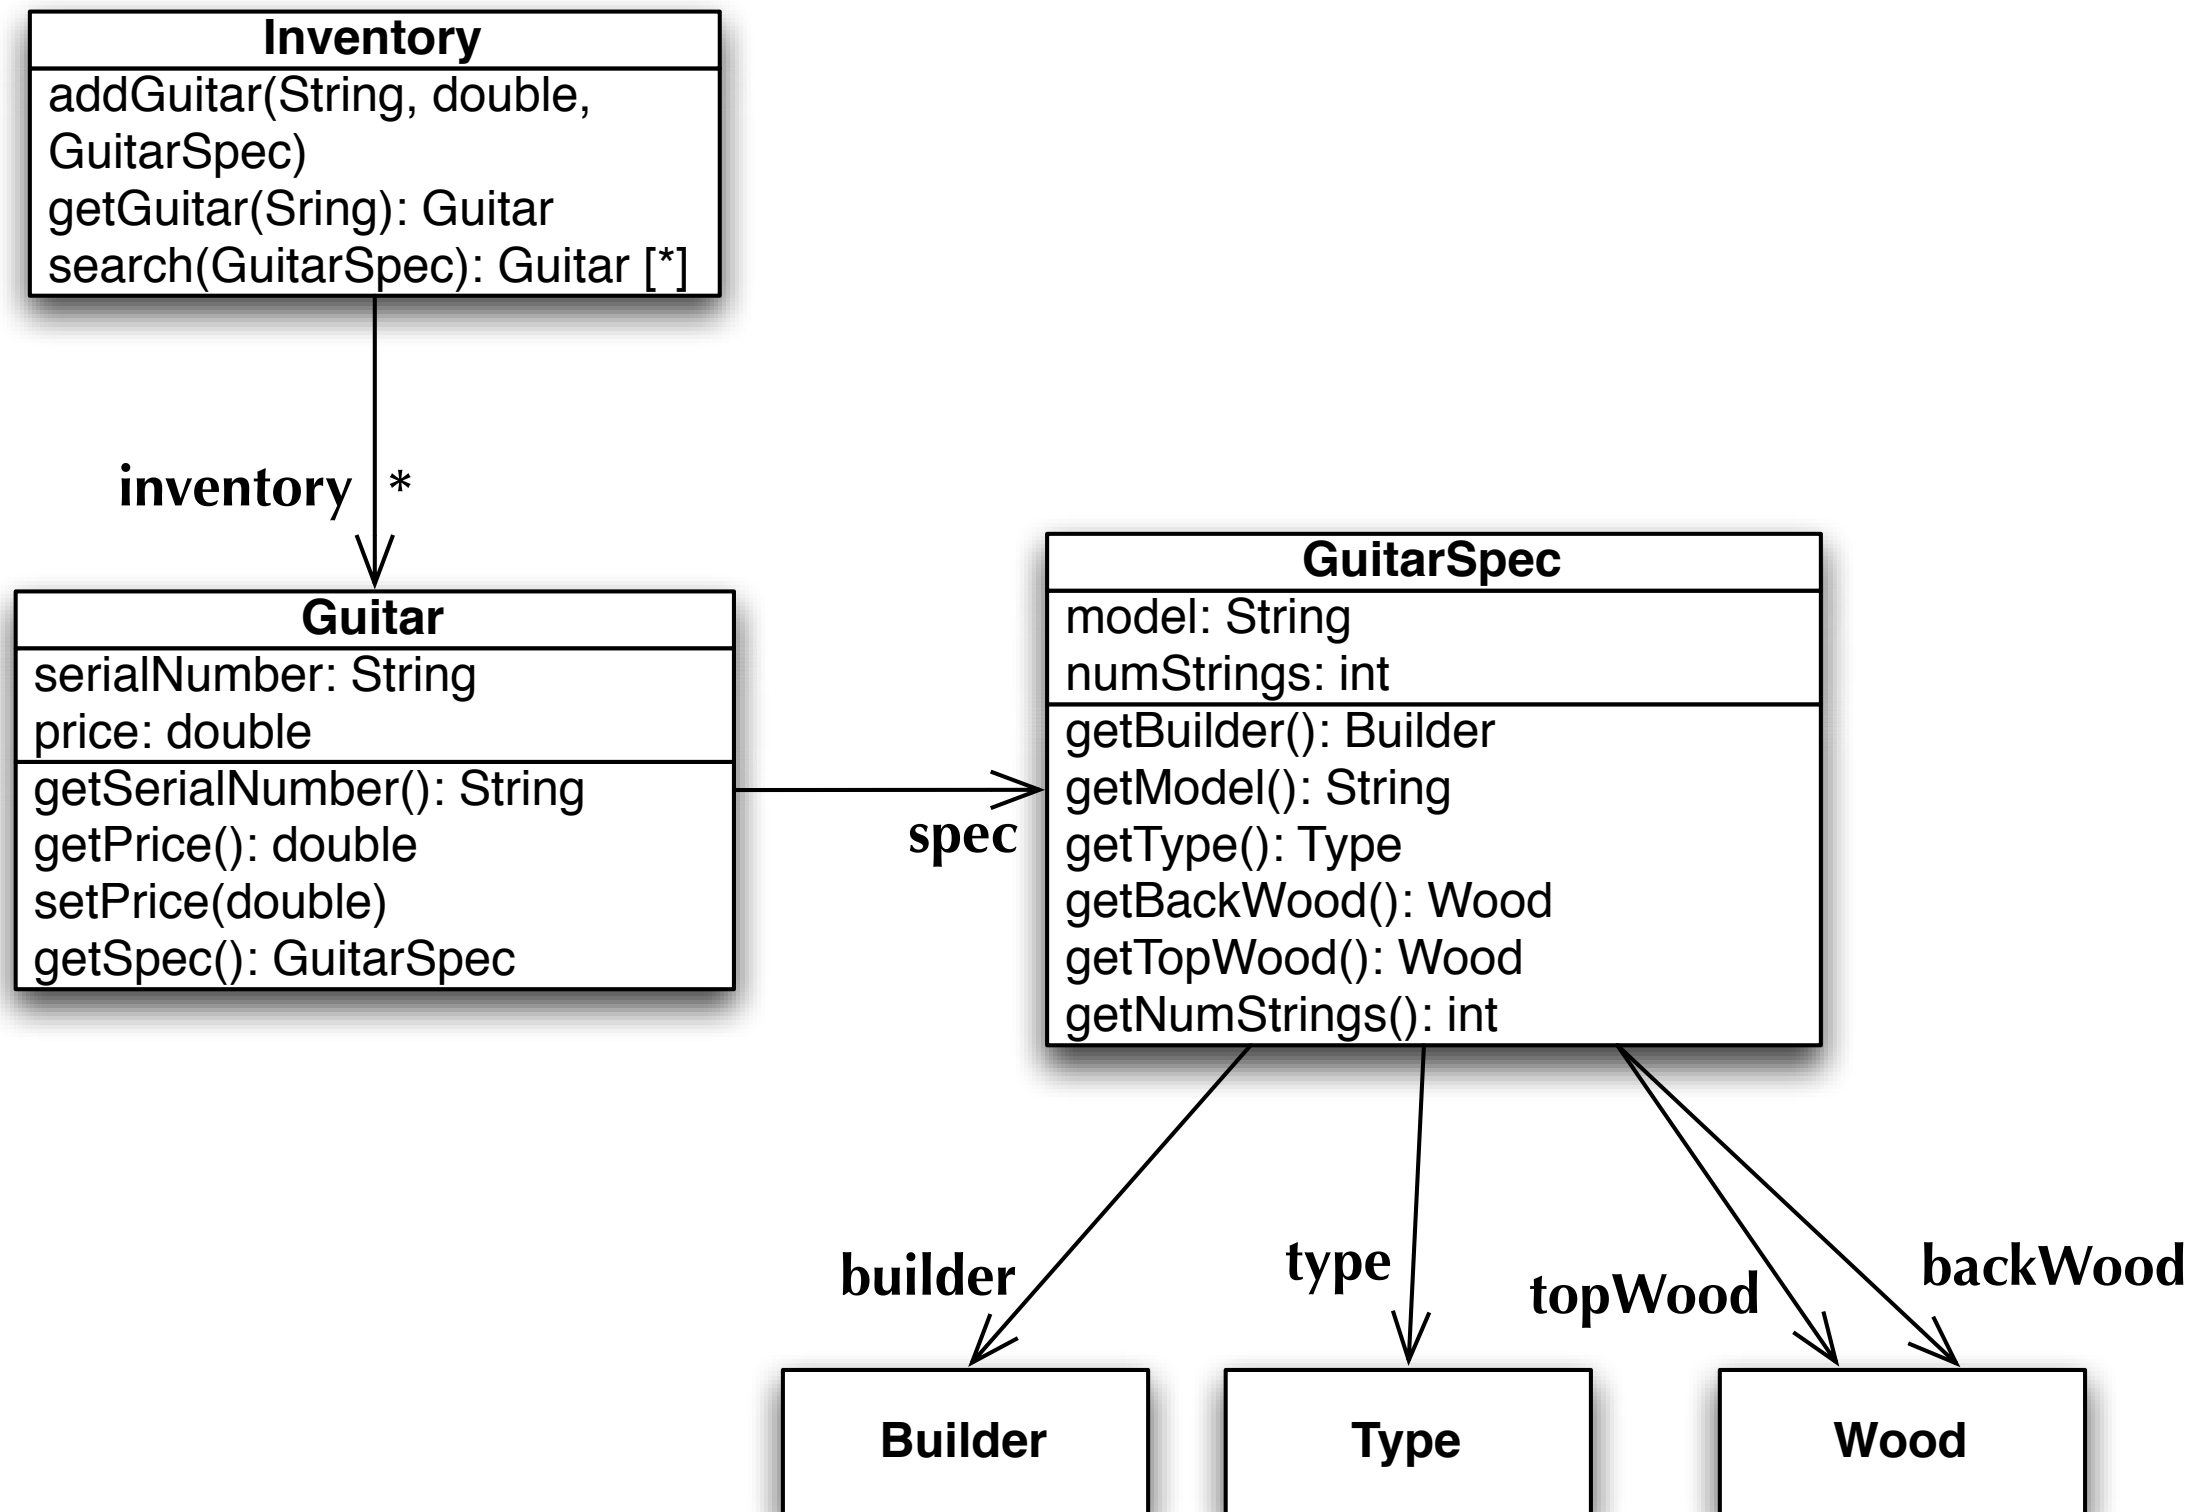 Inventory
addGuitar(String, double,
GuitarSpec)
getGuitar(Sring): Guitar
search(GuitarSpec): Guitar [*]
inventory *
Guitar
serialNumber: String
price: double
getSerialNumber(): String
getPrice(): double
setPrice(double)
getSpec(): GuitarSpec
spec
GuitarSpec
model: String
numStrings: int
getBuilder(): Builder
getModel(): String
getType(): Type
getBackWood(): Wood
getTopWood(): Wood
getNumStrings(): int
builder
type
topWood
backWood
Builder
Type
Wood